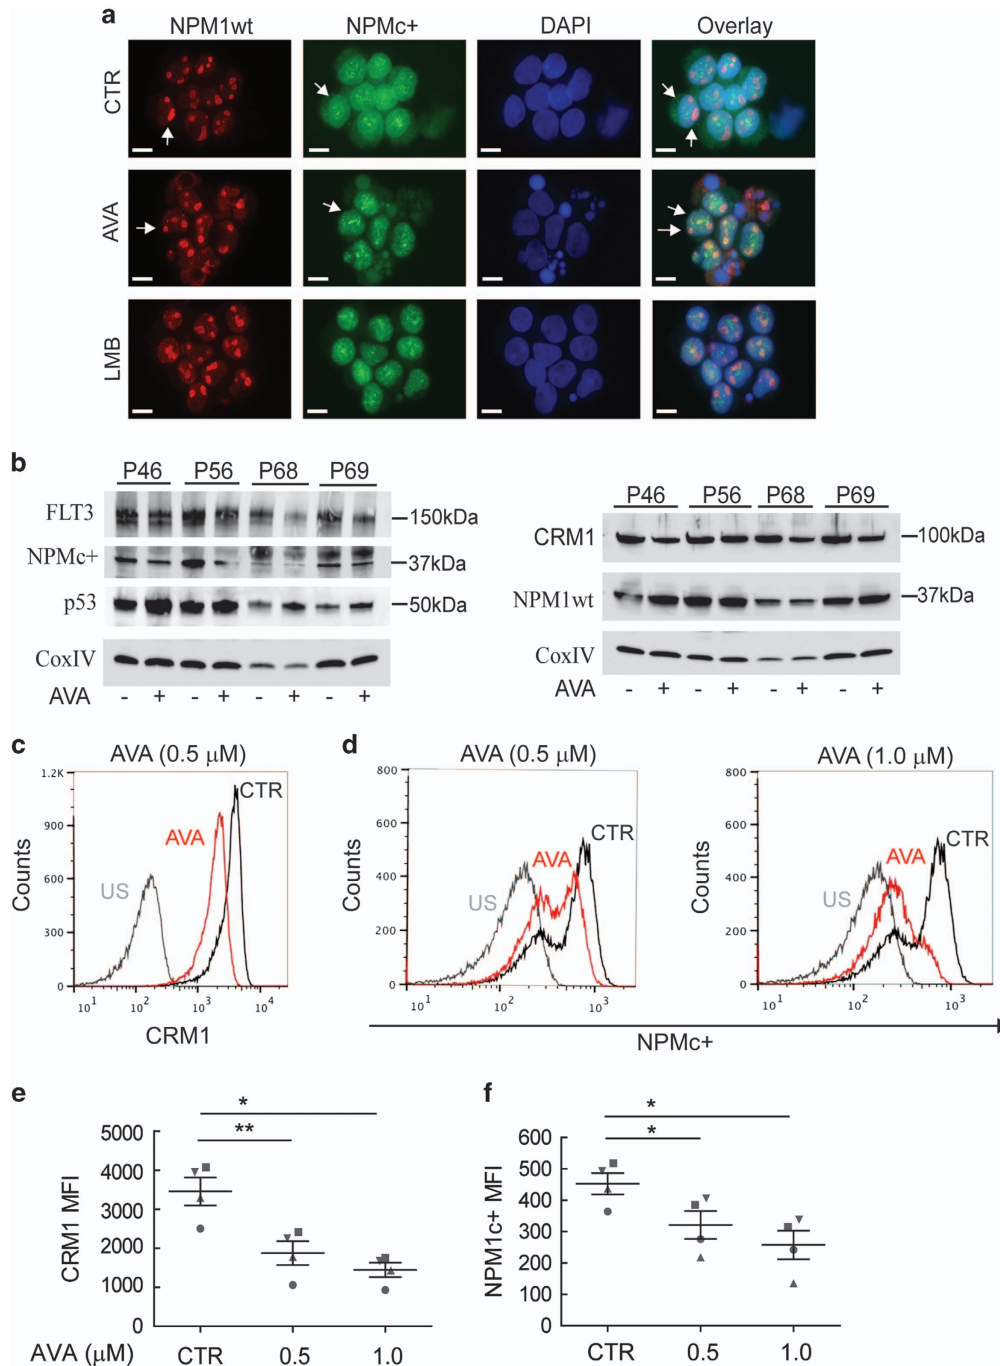 a
NPM1wt NPMc+ DAPI Overlay
CTR
AVA
LMB
b
P46 P56 P68 P69
FLT3 150kDa
NPMc+ 37kDa
p53 50kDa
CoxIV
AVA - + - + - + - +
P46 P56 P68 P69
CRM1 100kDa
NPM1wt 37kDa
CoxIV
AVA - + - + - + - +
c
AVA (0.5 μM)
1.2K
900
600
300
0
Counts
US
AVA
CTR
10¹ 10² 10³ 10⁴
CRM1
d
AVA (0.5 μM)
800
600
400
200
0
Counts
US
AVA
CTR
10¹ 10² 10³
AVA (1.0 μM)
800
600
400
200
0
Counts
US
AVA
CTR
10¹ 10² 10³
NPMc+
e
*
**
5000
4000
3000
2000
1000
0
CRM1 MFI
AVA (μM) CTR 0.5 1.0
f
*
*
600
500
400
300
200
100
0
NPM1c+ MFI
CTR 0.5 1.0